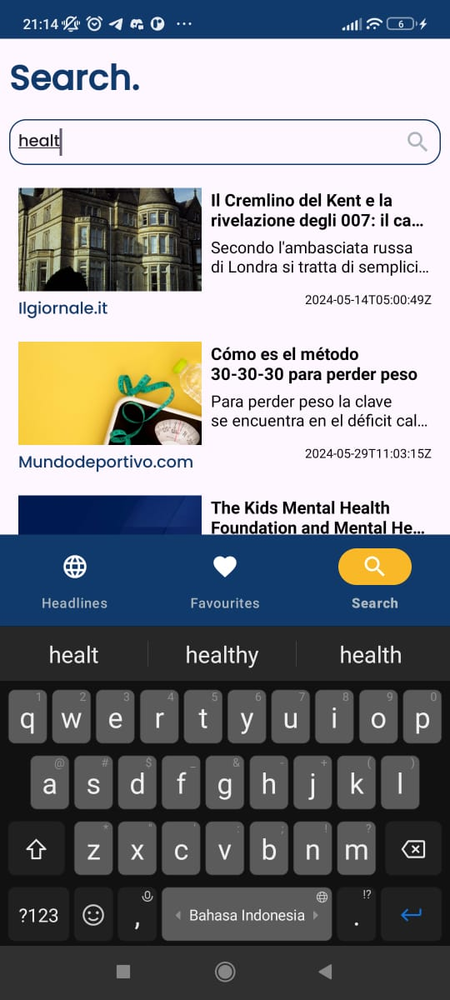 21:14
6
Search.
healt
Il Cremlino del Kent e la
rivelazione degli 007: il ca...
Secondo l'ambasciata russa
di Londra si tratta di semplici...
Ilgiornale.it
2024-05-14T05:00:49Z
Cómo es el método
30-30-30 para perder peso
Para perder peso la clave
se encuentra en el déficit cal...
Mundodeportivo.com
2024-05-29T11:03:15Z
The Kids Mental Health
Foundation and Mental He...
Headlines Favourites Search
healt healthy health
1 2 3 4 5 6 7 8 9 0
q w e r t y u i o p
@ # $ _ & - + ( )
a s d f g h j k l
* " ' : ; ! ?
z x c v b n m
?123 , Bahasa Indonesia . !?